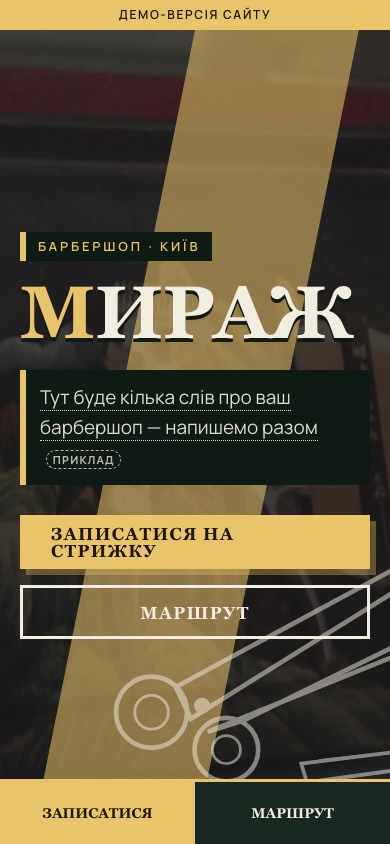 ДЕМО-ВЕРСІЯ САЙТУ
БАРБЕРШОП · КИЇВ
МИРАЖ
Тут буде кілька слів про ваш
барбершоп — напишемо разом
ПРИКЛАД
ЗАПИСАТИСЯ НА
СТРИЖКУ
МАРШРУТ
ЗАПИСАТИСЯ
МАРШРУТ